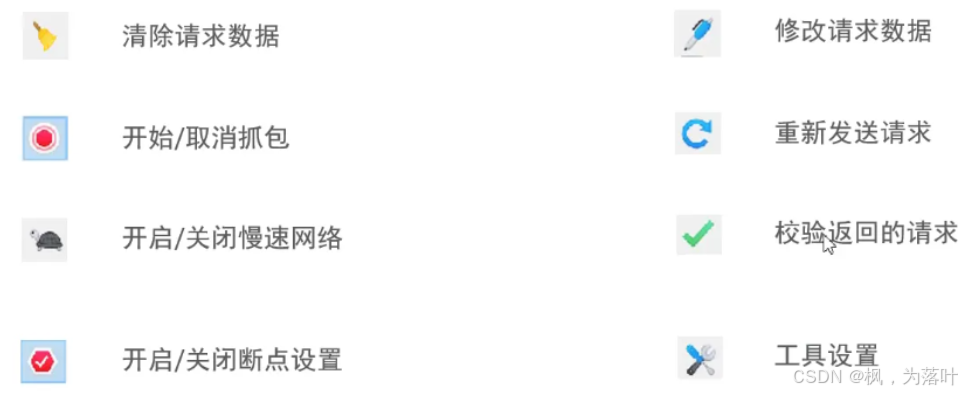 清除请求数据
修改请求数据
开始/取消抓包
重新发送请求
开启/关闭慢速网络
校验返回的请求
开启/关闭断点设置
工具设置
CSDN @枫，为落叶